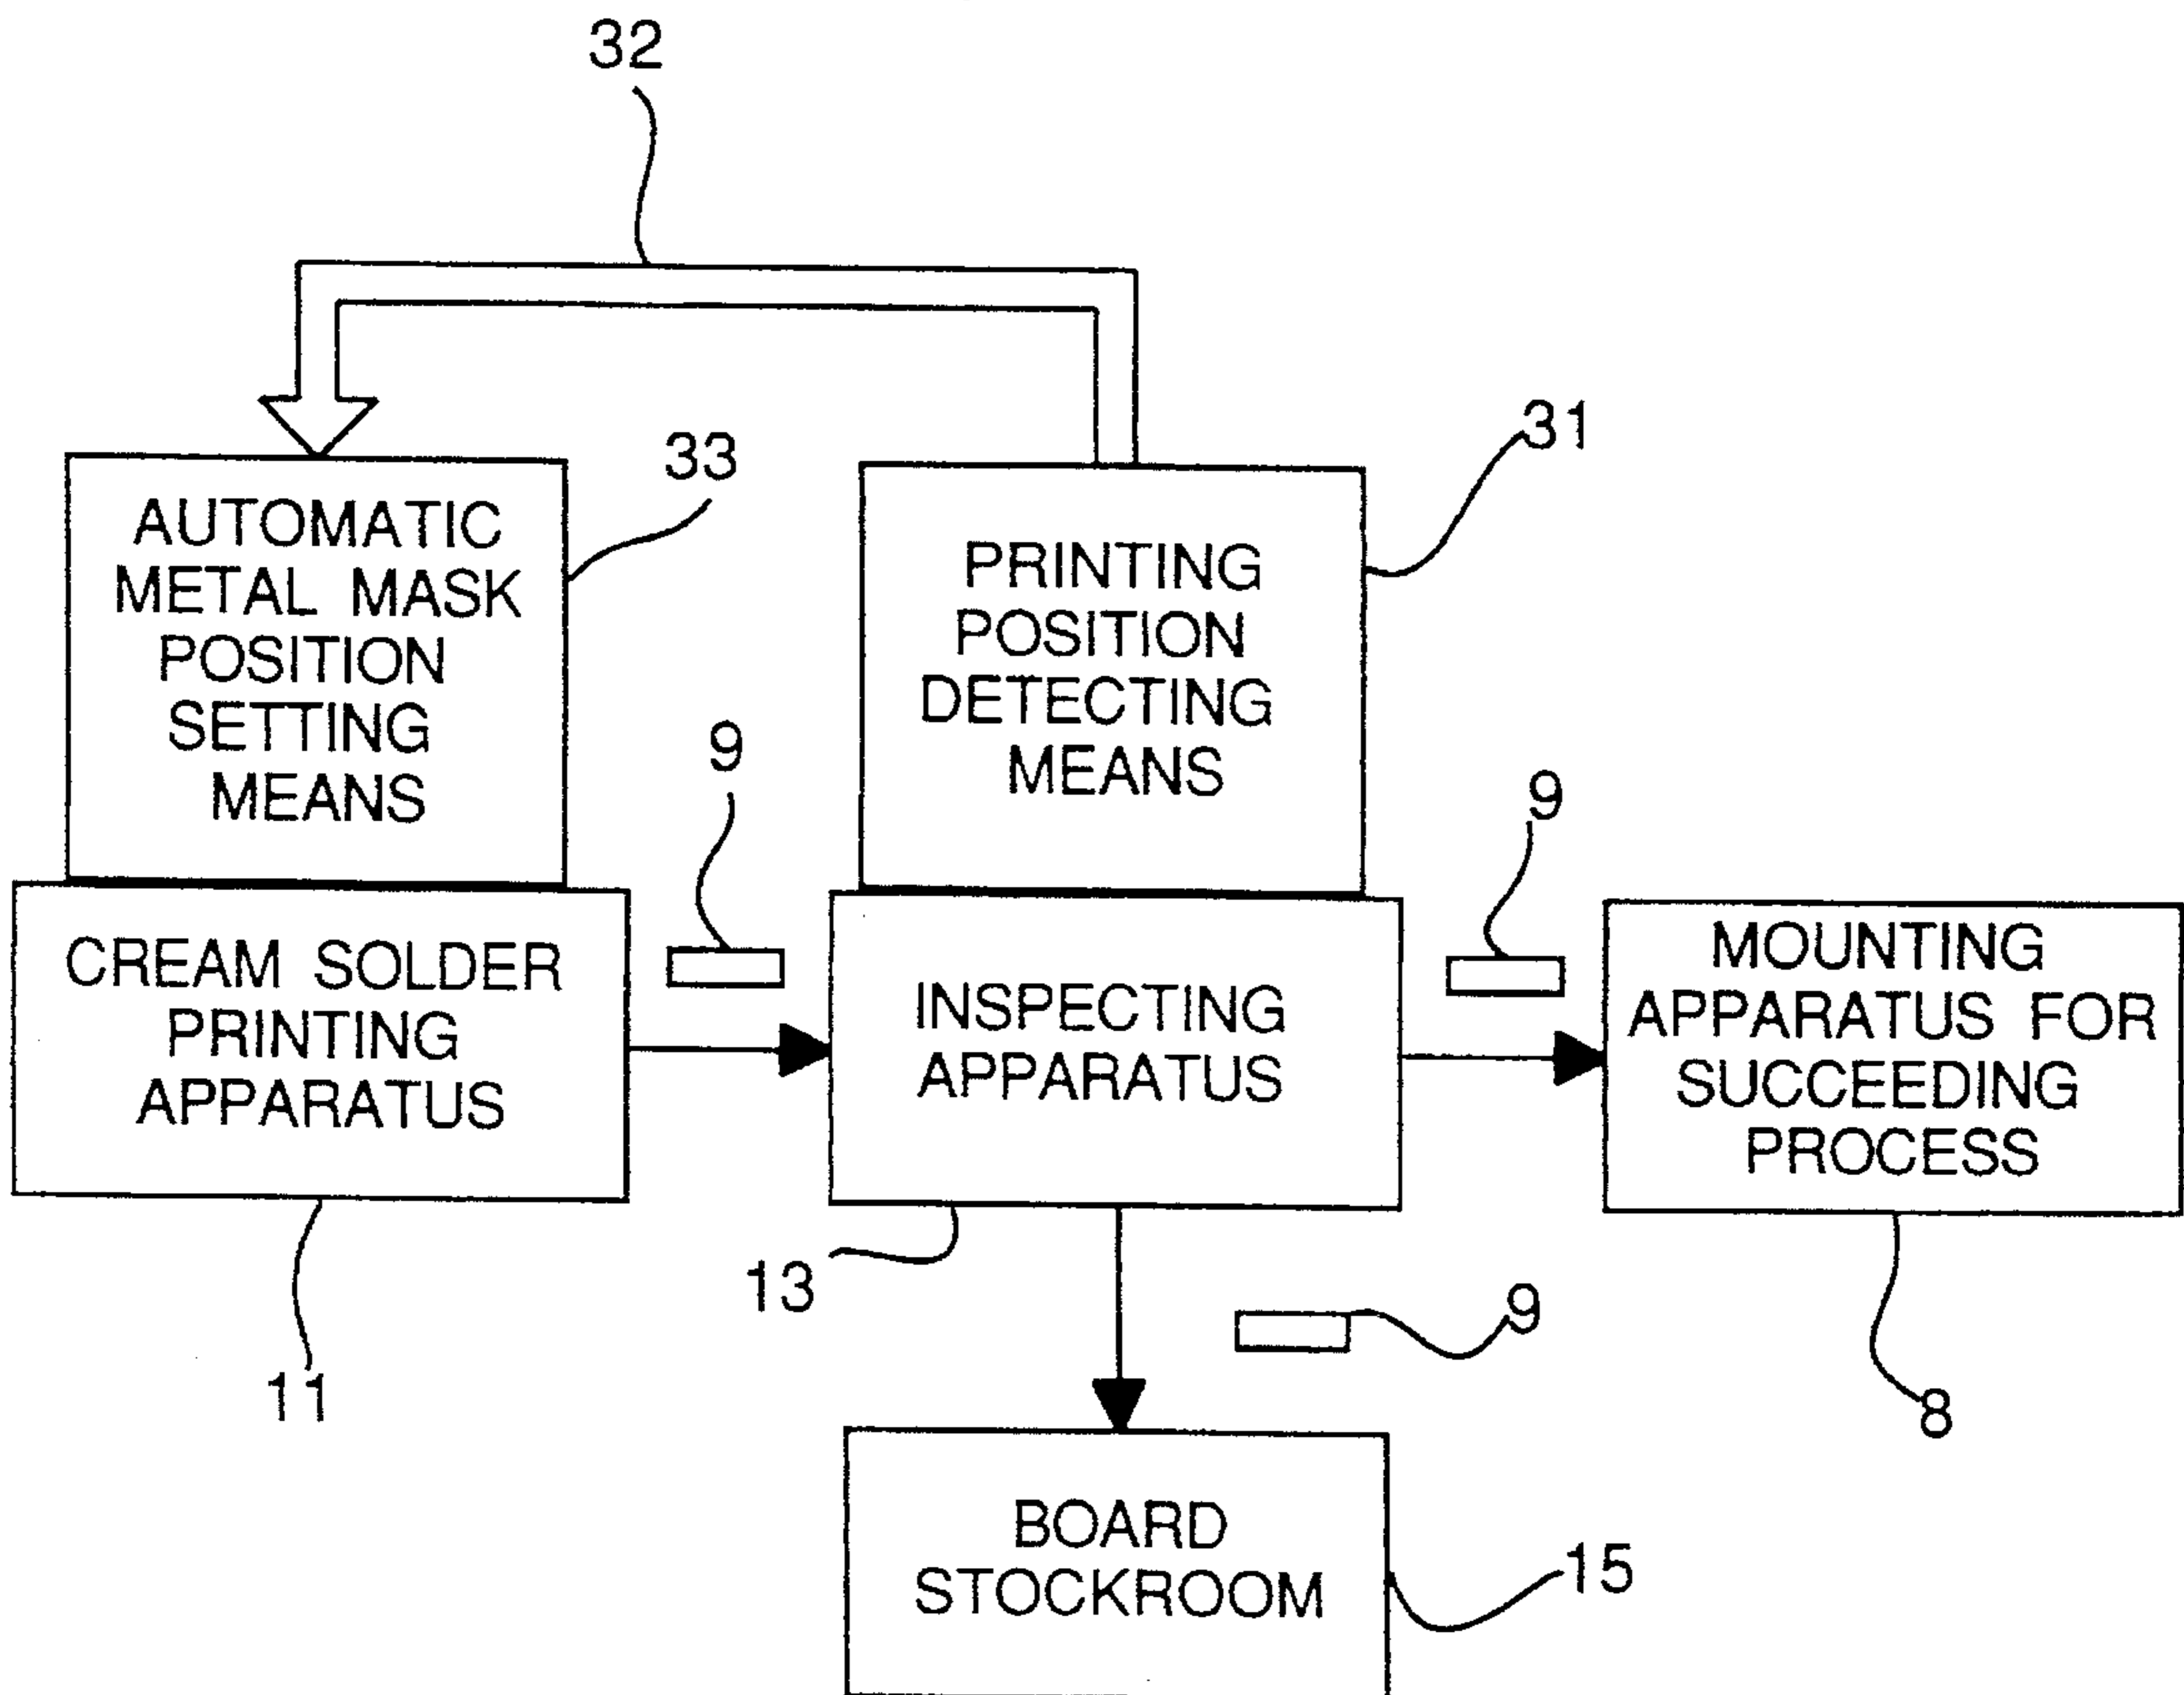 32
33
31
AUTOMATIC
METAL MASK
POSITION
SETTING
MEANS
PRINTING
POSITION
DETECTING
MEANS
9
9
CREAM SOLDER
PRINTING
APPARATUS
INSPECTING
APPARATUS
MOUNTING
APPARATUS FOR
SUCCEEDING
PROCESS
11
13
9
8
BOARD
STOCKROOM
15